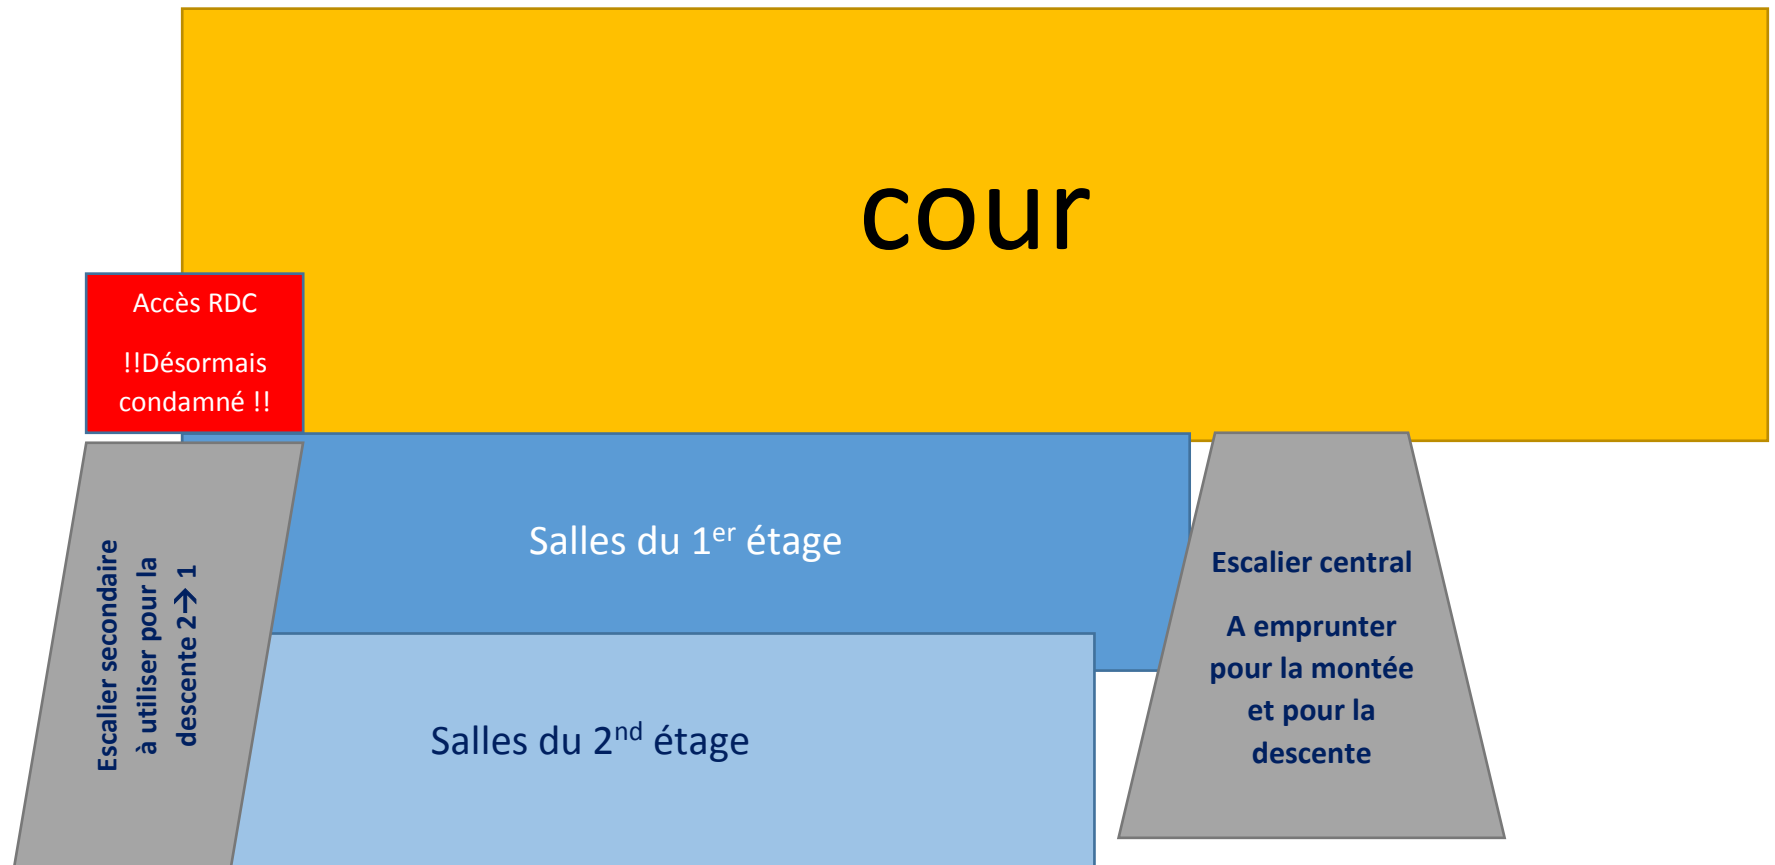 cour
Accès RDC
!!Désormais
condamné !!
Salles du 1er étage
Escalier secondaire
à utiliser pour la
descente 2→ 1
Escalier central
A emprunter
pour la montée
et pour la
descente
Salles du 2nd étage